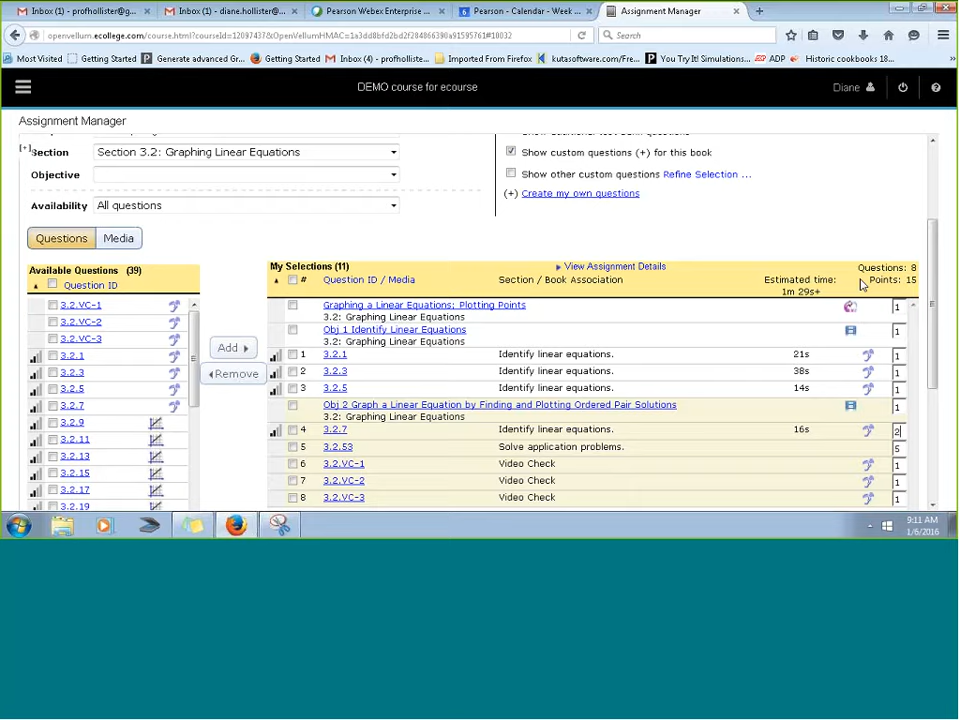 Inbox (1) - profhollister@g...
Inbox (1) - diane.hollister@...
Pearson Webex Enterprise ...
Pearson - Calendar - Week ...
Assignment Manager
openvellum.ecollege.com/course.html?courseId=12097437&OpenVellumHMAC=
Search
Most Visited
Getting Started
Generate advanced Gr...
Getting Started
Inbox (4) - profholliste...
Imported From Firefox
kutasoftware.com/Fre...
You Try It! Simulations...
ADP
Historic cookbooks 18...
DEMO course for ecourse
Diane
Assignment Manager
[+]
Section
Section 3.2: Graphing Linear Equations
Show custom questions (+) for this book
Objective
Show other custom questions Refine Selection ...
(+) Create my own questions
Availability
All questions
Questions
Media
Available Questions (39)
Question ID
3.2.VC-1
3.2.VC-2
3.2.VC-3
3.2.1
3.2.3
3.2.5
3.2.7
3.2.9
3.2.11
3.2.13
3.2.15
3.2.17
3.2.19
Add
Remove
My Selections (11)
View Assignment Details
Questions: 8
# Question ID / Media Section / Book Association Estimated time: Points: 15
1m 29s+
Graphing a Linear Equations; Plotting Points 1
3.2: Graphing Linear Equations
Obj 1 Identify Linear Equations 1
3.2: Graphing Linear Equations
1 3.2.1 Identify linear equations. 21s 1
2 3.2.3 Identify linear equations. 38s 1
3 3.2.5 Identify linear equations. 14s 1
Obj 2 Graph a Linear Equation by Finding and Plotting Ordered Pair Solutions 1
3.2: Graphing Linear Equations
4 3.2.7 Identify linear equations. 16s 2
5 3.2.53 Solve application problems. 5
6 3.2.VC-1 Video Check 1
7 3.2.VC-2 Video Check 1
8 3.2.VC-3 Video Check 1
9:11 AM
1/6/2016